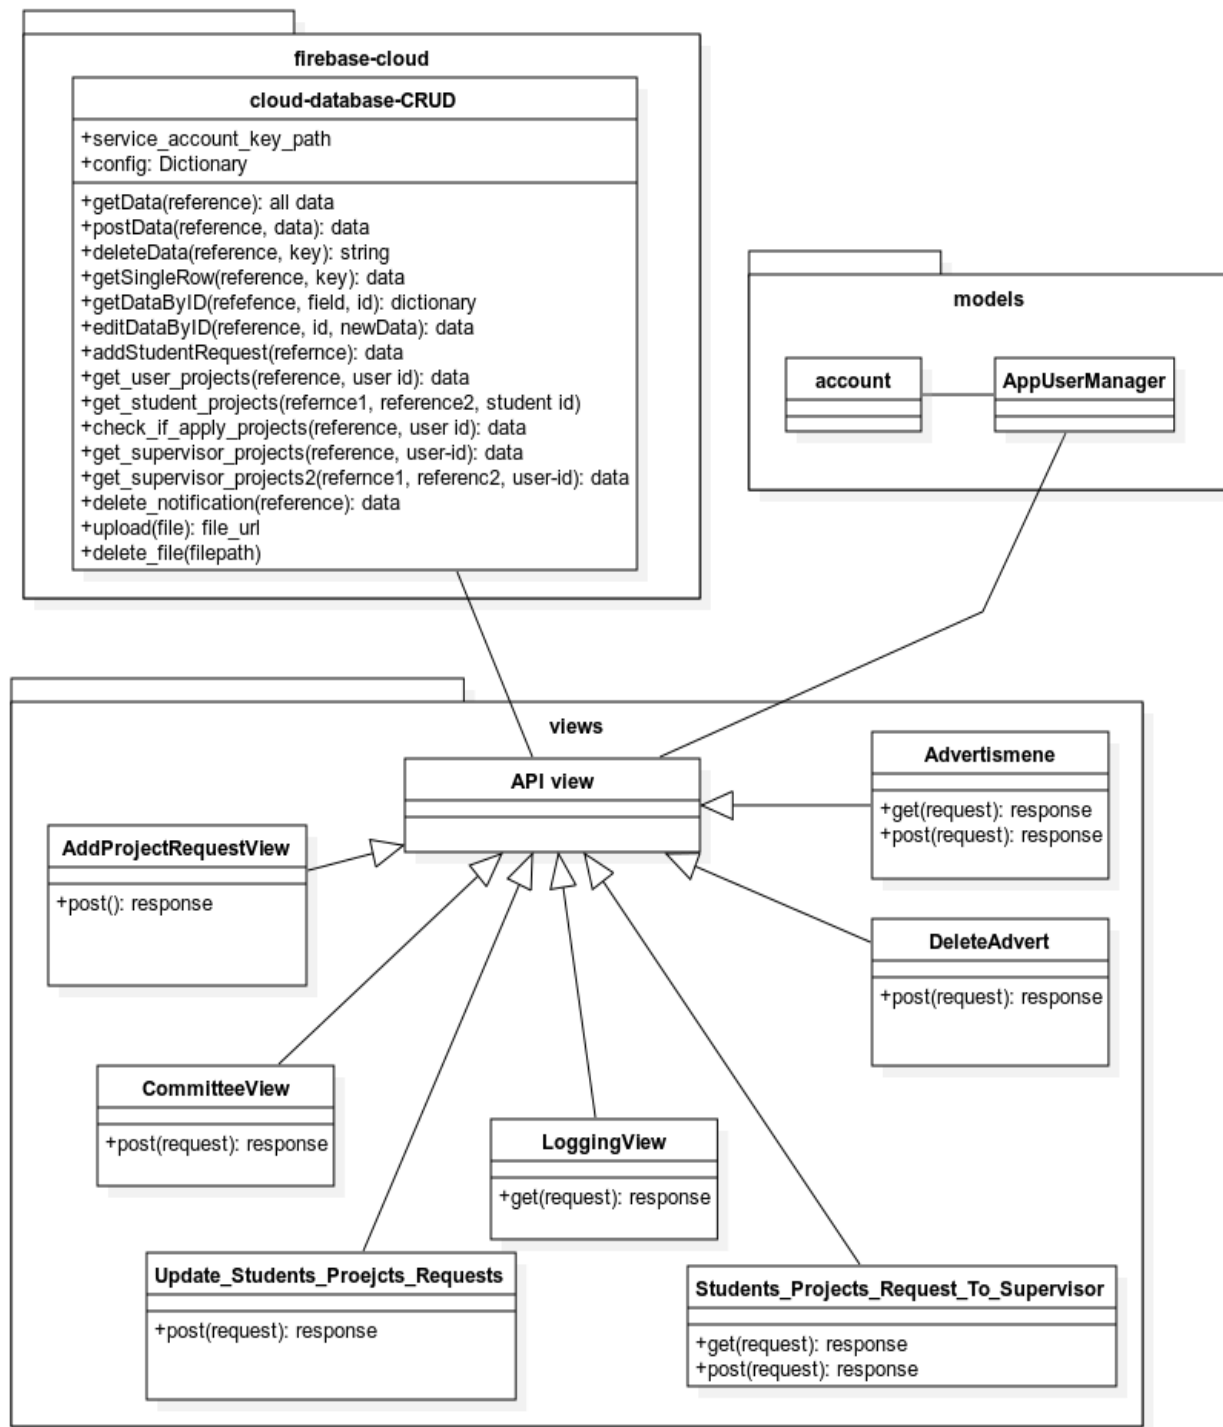 firebase-cloud
cloud-database-CRUD
+service_account_key_path
+config: Dictionary
+getData(reference): all data
+postData(reference, data): data
+deleteData(reference, key): string
+getSingleRow(reference, key): data
+getDataByID(refefence, field, id): dictionary
+editDataByID(reference, id, newData): data
+addStudentRequest(refernce): data
+get_user_projects(reference, user id): data
+get_student_projects(refernce1, reference2, student id)
+check_if_apply_projects(reference, user id): data
+get_supervisor_projects(reference, user-id): data
+get_supervisor_projects2(refernce1, referenc2, user-id): data
+delete_notification(reference): data
+upload(file): file_url
+delete_file(filepath)
models
account
AppUserManager
views
API view
Advertismene
+get(request): response
+post(request): response
AddProjectRequestView
+post(): response
DeleteAdvert
+post(request): response
CommitteeView
+post(request): response
LoggingView
+get(request): response
Update_Students_Proejcts_Requests
+post(request): response
Students_Projects_Request_To_Supervisor
+get(request): response
+post(request): response